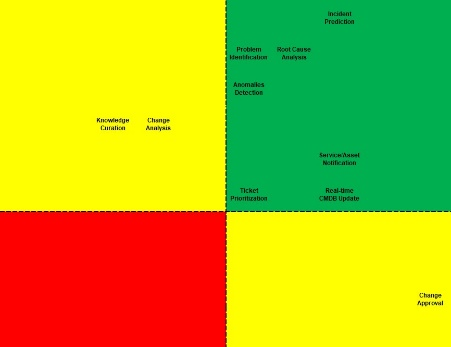 Incident
Prediction
Problem
Identification
Root Cause
Analysis
Anomalies
Detection
Knowledge
Curation
Change
Analysis
Service/Asset
Notification
Ticket
Prioritization
Real-time
CMDB Update
Change
Approval